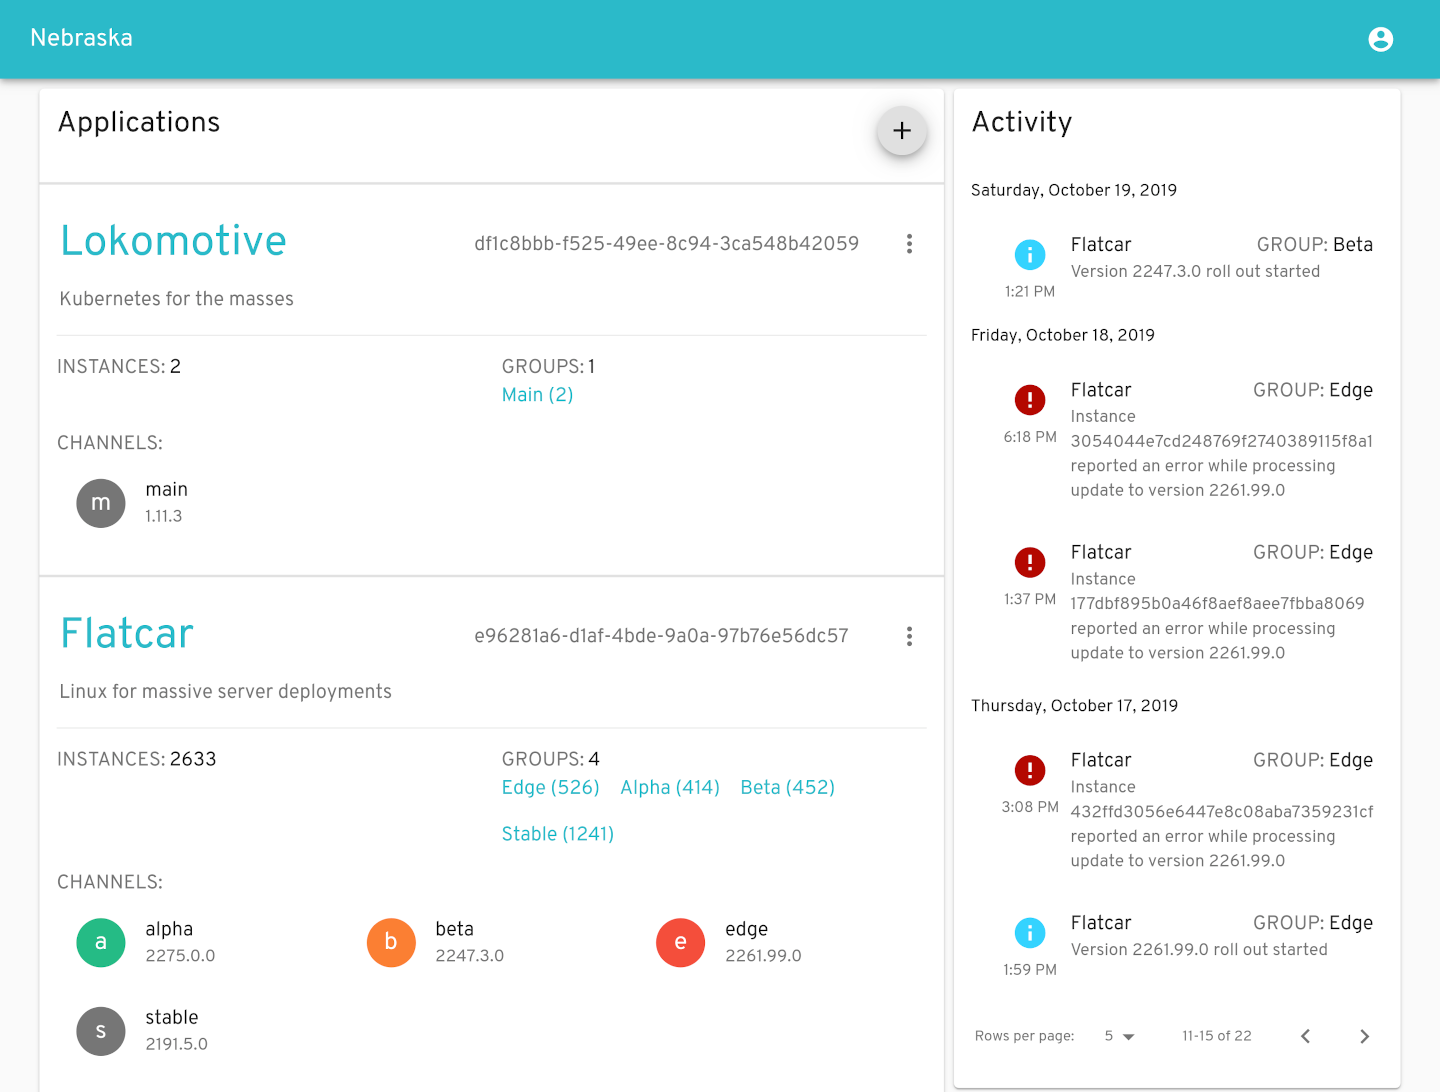 Nebraska
Applications
+
Lokomotive
df1c8bbb-f525-49ee-8c94-3ca548b42059
Kubernetes for the masses
INSTANCES: 2
GROUPS: 1
Main (2)
CHANNELS:
m
main
1.11.3
Flatcar
e96281a6-d1af-4bde-9a0a-97b76e56dc57
Linux for massive server deployments
INSTANCES: 2633
GROUPS: 4
Edge (526) Alpha (414) Beta (452)
Stable (1241)
CHANNELS:
a
alpha
2275.0.0
b
beta
2247.3.0
e
edge
2261.99.0
s
stable
2191.5.0
Activity
Saturday, October 19, 2019
Flatcar GROUP: Beta
Version 2247.3.0 roll out started
1:21 PM
Friday, October 18, 2019
Flatcar GROUP: Edge
Instance
6:18 PM
3054044e7cd248769f2740389115f8a1
reported an error while processing
update to version 2261.99.0
Flatcar GROUP: Edge
Instance
1:37 PM
177dbf895b0a46f8aef8aee7fbba8069
reported an error while processing
update to version 2261.99.0
Thursday, October 17, 2019
Flatcar GROUP: Edge
Instance
3:08 PM
432ffd3056e6447e8c08aba7359231cf
reported an error while processing
update to version 2261.99.0
Flatcar GROUP: Edge
Version 2261.99.0 roll out started
1:59 PM
Rows per page: 5 11-15 of 22